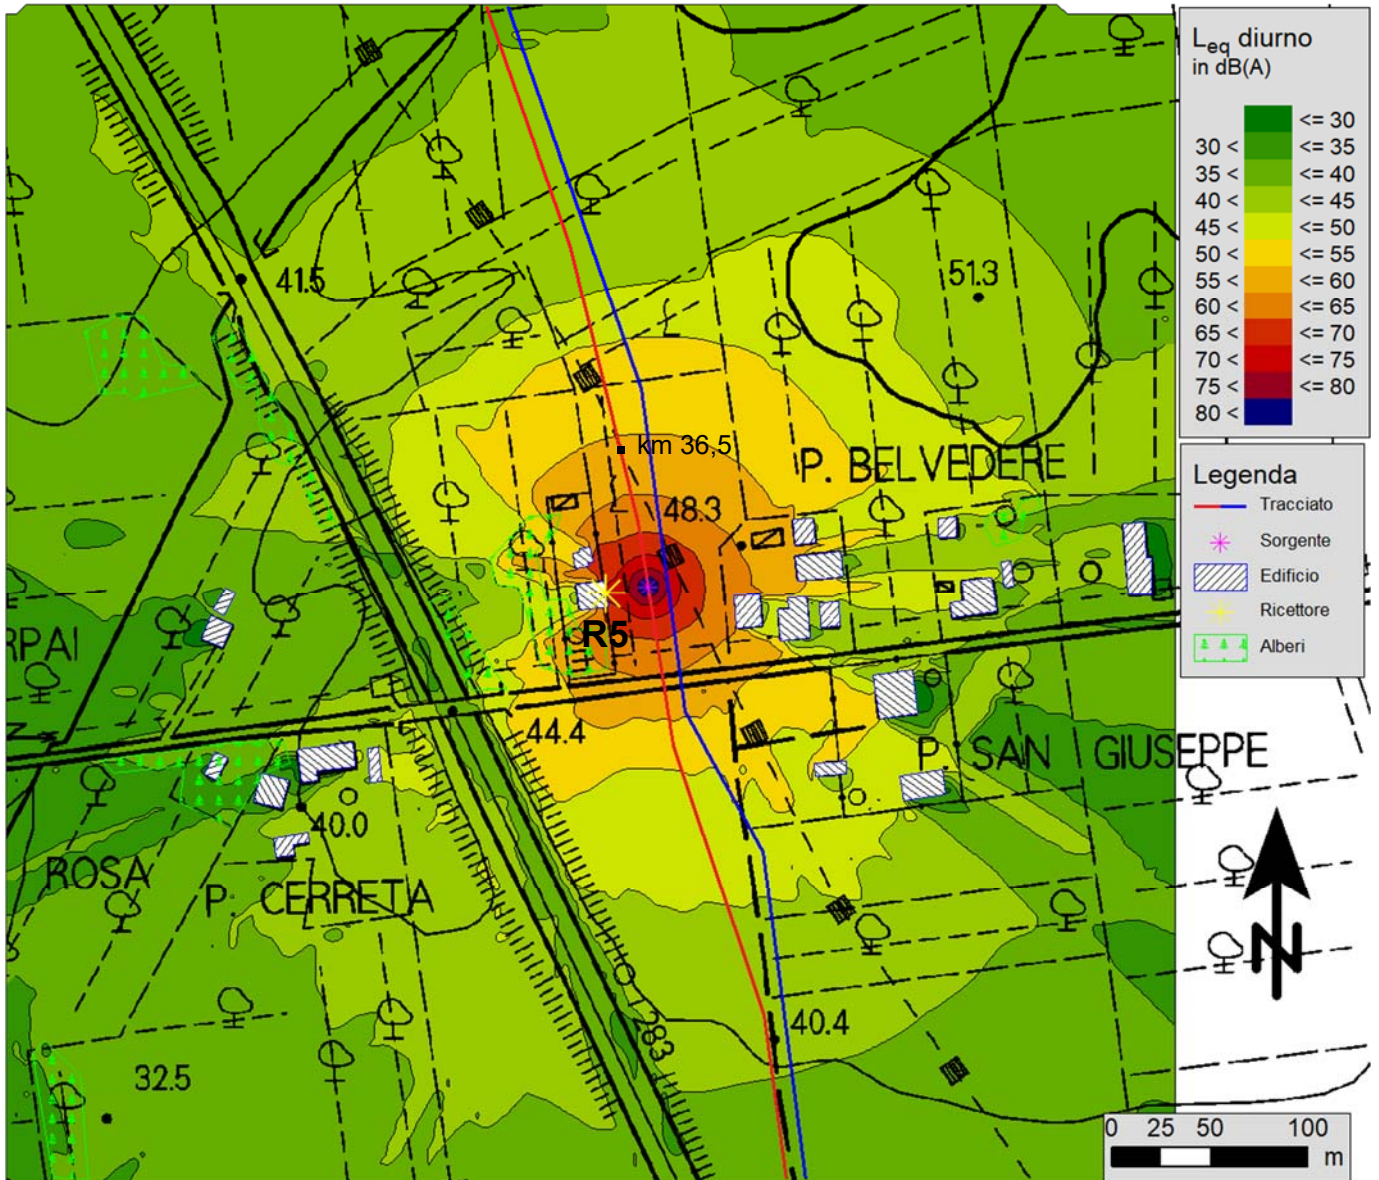 Leq diurno
in dB(A)
<= 30
30 < <= 35
35 < <= 40
40 < <= 45
45 < <= 50
50 < <= 55
55 < <= 60
60 < <= 65
65 < <= 70
70 < <= 75
75 < <= 80
80 <
41.5
51.3
km 36,5
P. BELVEDERE
Legenda
Tracciato
Sorgente
Edificio
Ricettore
Alberi
48.3
R5
RPAI
44.4
P. SAN GIUSEPPE
40.0
ROSA
P. CERRETA
283
40.4
32.5
N
0 25 50 100
m